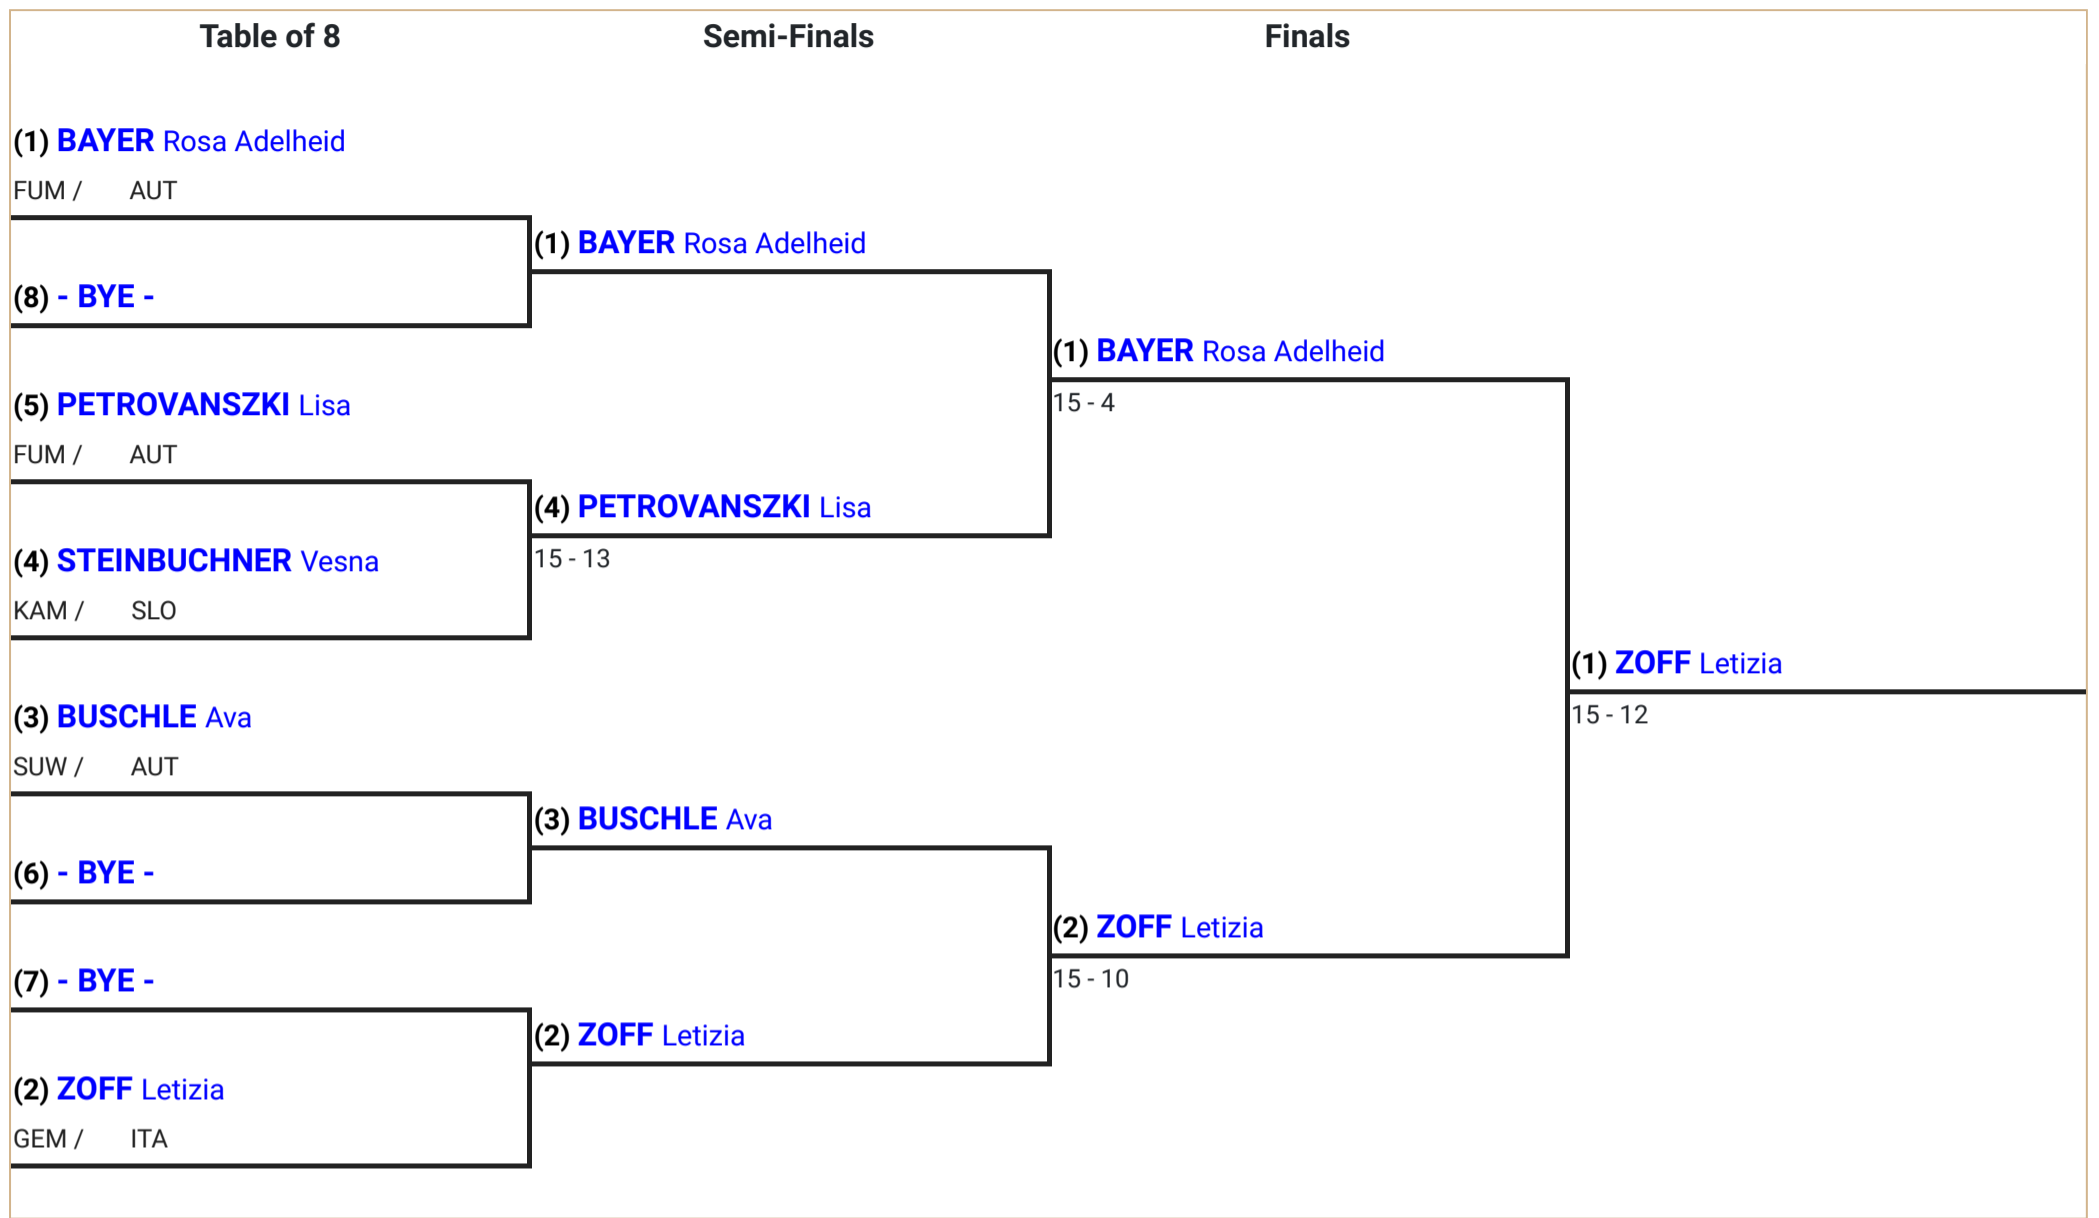 Table of 8
Semi-Finals
Finals
(1) BAYER Rosa Adelheid
FUM / AUT
(8) - BYE -
(5) PETROVANSZKI Lisa
FUM / AUT
(4) STEINBUCHNER Vesna
KAM / SLO
(3) BUSCHLE Ava
SUW / AUT
(6) - BYE -
(7) - BYE -
(2) ZOFF Letizia
GEM / ITA
(1) BAYER Rosa Adelheid
(4) PETROVANSZKI Lisa
15 - 13
(3) BUSCHLE Ava
(2) ZOFF Letizia
(1) BAYER Rosa Adelheid
15 - 4
(2) ZOFF Letizia
15 - 10
(1) ZOFF Letizia
15 - 12